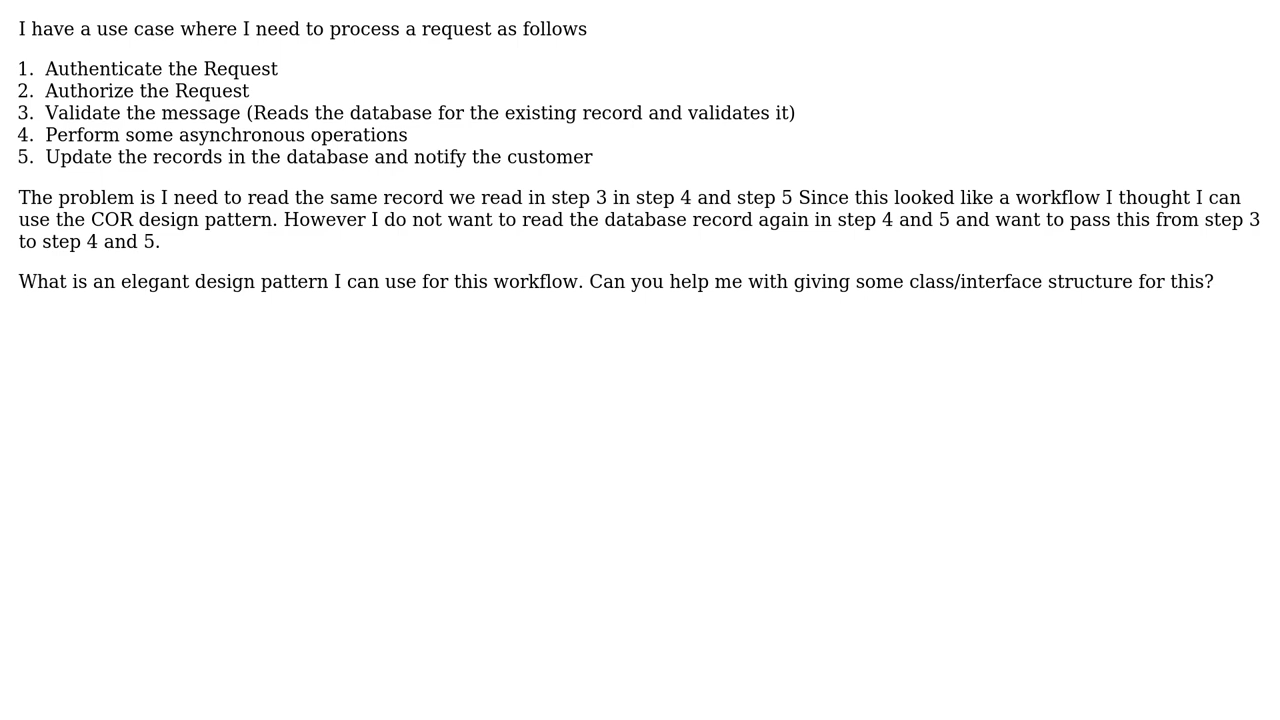 I have a use case where I need to process a request as follows
1. Authenticate the Request
2. Authorize the Request
3. Validate the message (Reads the database for the existing record and validates it)
4. Perform some asynchronous operations
5. Update the records in the database and notify the customer
The problem is I need to read the same record we read in step 3 in step 4 and step 5 Since this looked like a workflow I thought I can
use the COR design pattern. However I do not want to read the database record again in step 4 and 5 and want to pass this from step 3
to step 4 and 5.
What is an elegant design pattern I can use for this workflow. Can you help me with giving some class/interface structure for this?